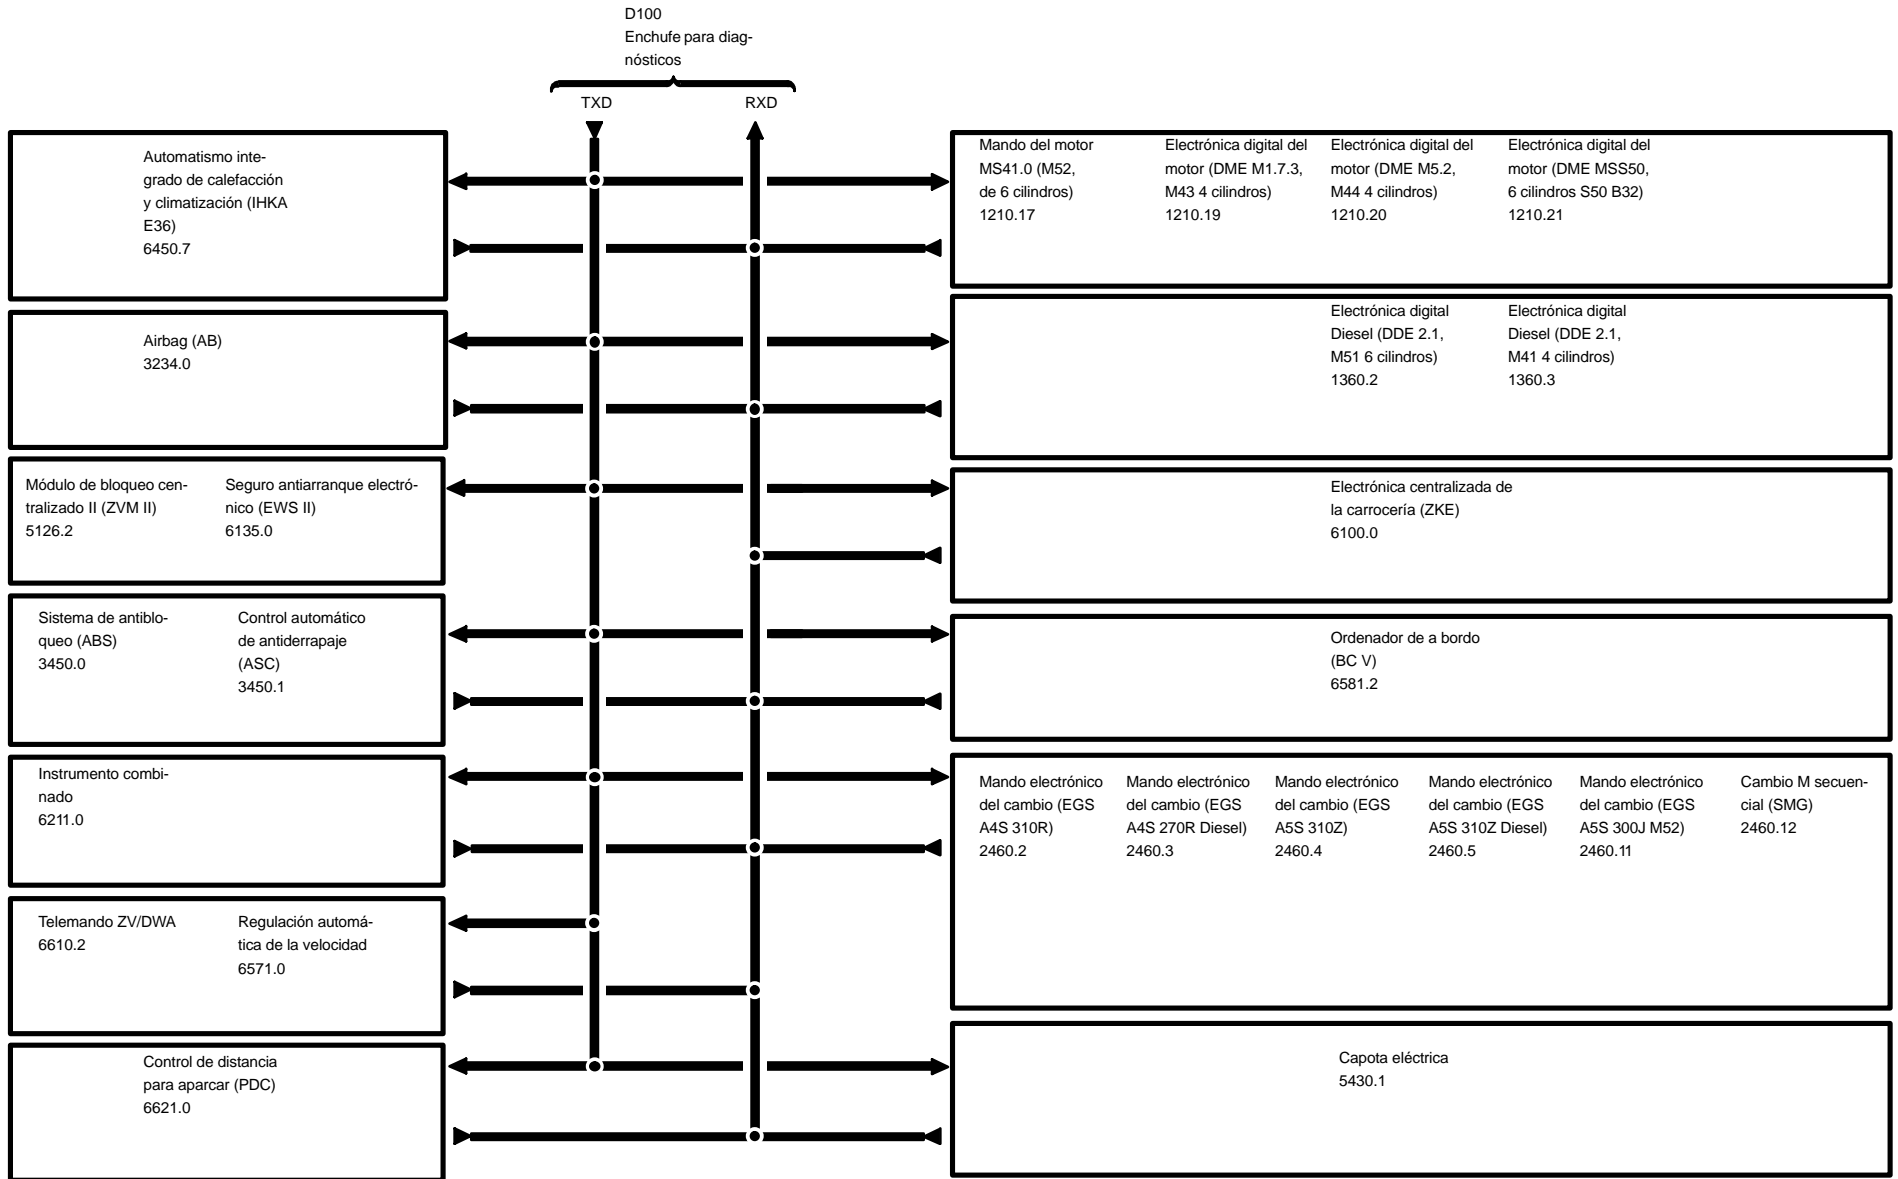 D100
Enchufe para diag-
nósticos
TXD
RXD
Automatismo inte-
grado de calefacción
y climatización (IHKA
E36)
6450.7
Mando del motor
MS41.0 (M52,
de 6 cilindros)
1210.17
Electrónica digital del
motor (DME M1.7.3,
M43 4 cilindros)
1210.19
Electrónica digital del
motor (DME M5.2,
M44 4 cilindros)
1210.20
Electrónica digital del
motor (DME MSS50,
6 cilindros S50 B32)
1210.21
Airbag (AB)
3234.0
Electrónica digital
Diesel (DDE 2.1,
M51 6 cilindros)
1360.2
Electrónica digital
Diesel (DDE 2.1,
M41 4 cilindros)
1360.3
Módulo de bloqueo cen-
tralizado II (ZVM II)
5126.2
Seguro antiarranque electró-
nico (EWS II)
6135.0
Electrónica centralizada de
la carrocería (ZKE)
6100.0
Sistema de antiblo-
queo (ABS)
3450.0
Control automático
de antiderrapaje
(ASC)
3450.1
Ordenador de a bordo
(BC V)
6581.2
Instrumento combi-
nado
6211.0
Mando electrónico
del cambio (EGS
A4S 310R)
2460.2
Mando electrónico
del cambio (EGS
A4S 270R Diesel)
2460.3
Mando electrónico
del cambio (EGS
A5S 310Z)
2460.4
Mando electrónico
del cambio (EGS
A5S 310Z Diesel)
2460.5
Mando electrónico
del cambio (EGS
A5S 300J M52)
2460.11
Cambio M secuen-
cial (SMG)
2460.12
Telemando ZV/DWA
6610.2
Regulación automá-
tica de la velocidad
6571.0
Control de distancia
para aparcar (PDC)
6621.0
Capota eléctrica
5430.1